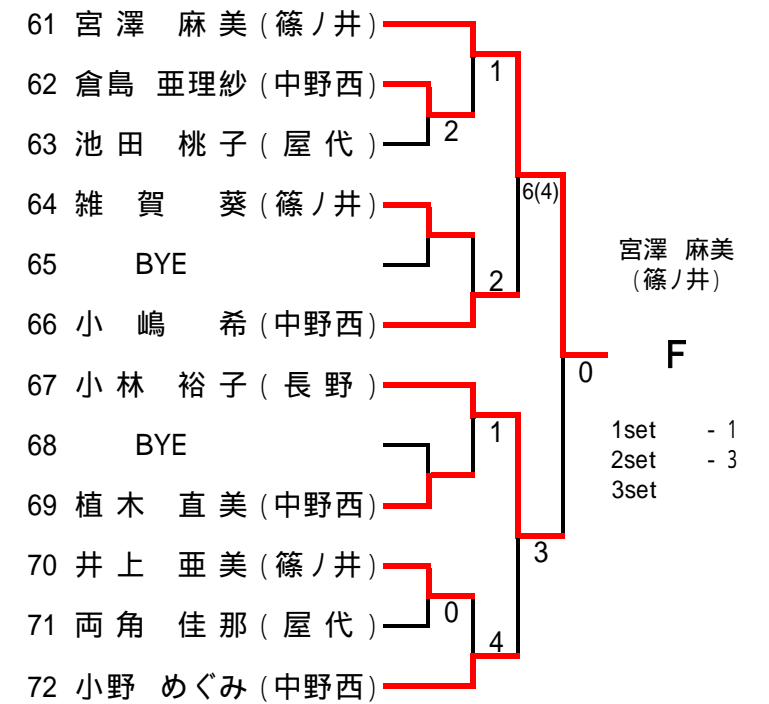 61 宮澤 麻美 (篠ノ井)
1
62 倉島 亜理紗 (中野西)
2
63 池田 桃子 (屋代)
6(4)
64 雑賀 葵 (篠ノ井)
宮澤 麻美
(篠ノ井)
65 BYE
2
66 小嶋 希 (中野西)
F
0
67 小林 裕子 (長野)
1
1set - 1
68 BYE
2set - 3
3set
69 植木 直美 (中野西)
3
70 井上 亜美 (篠ノ井)
0
71 両角 佳那 (屋代)
4
72 小野 めぐみ (中野西)